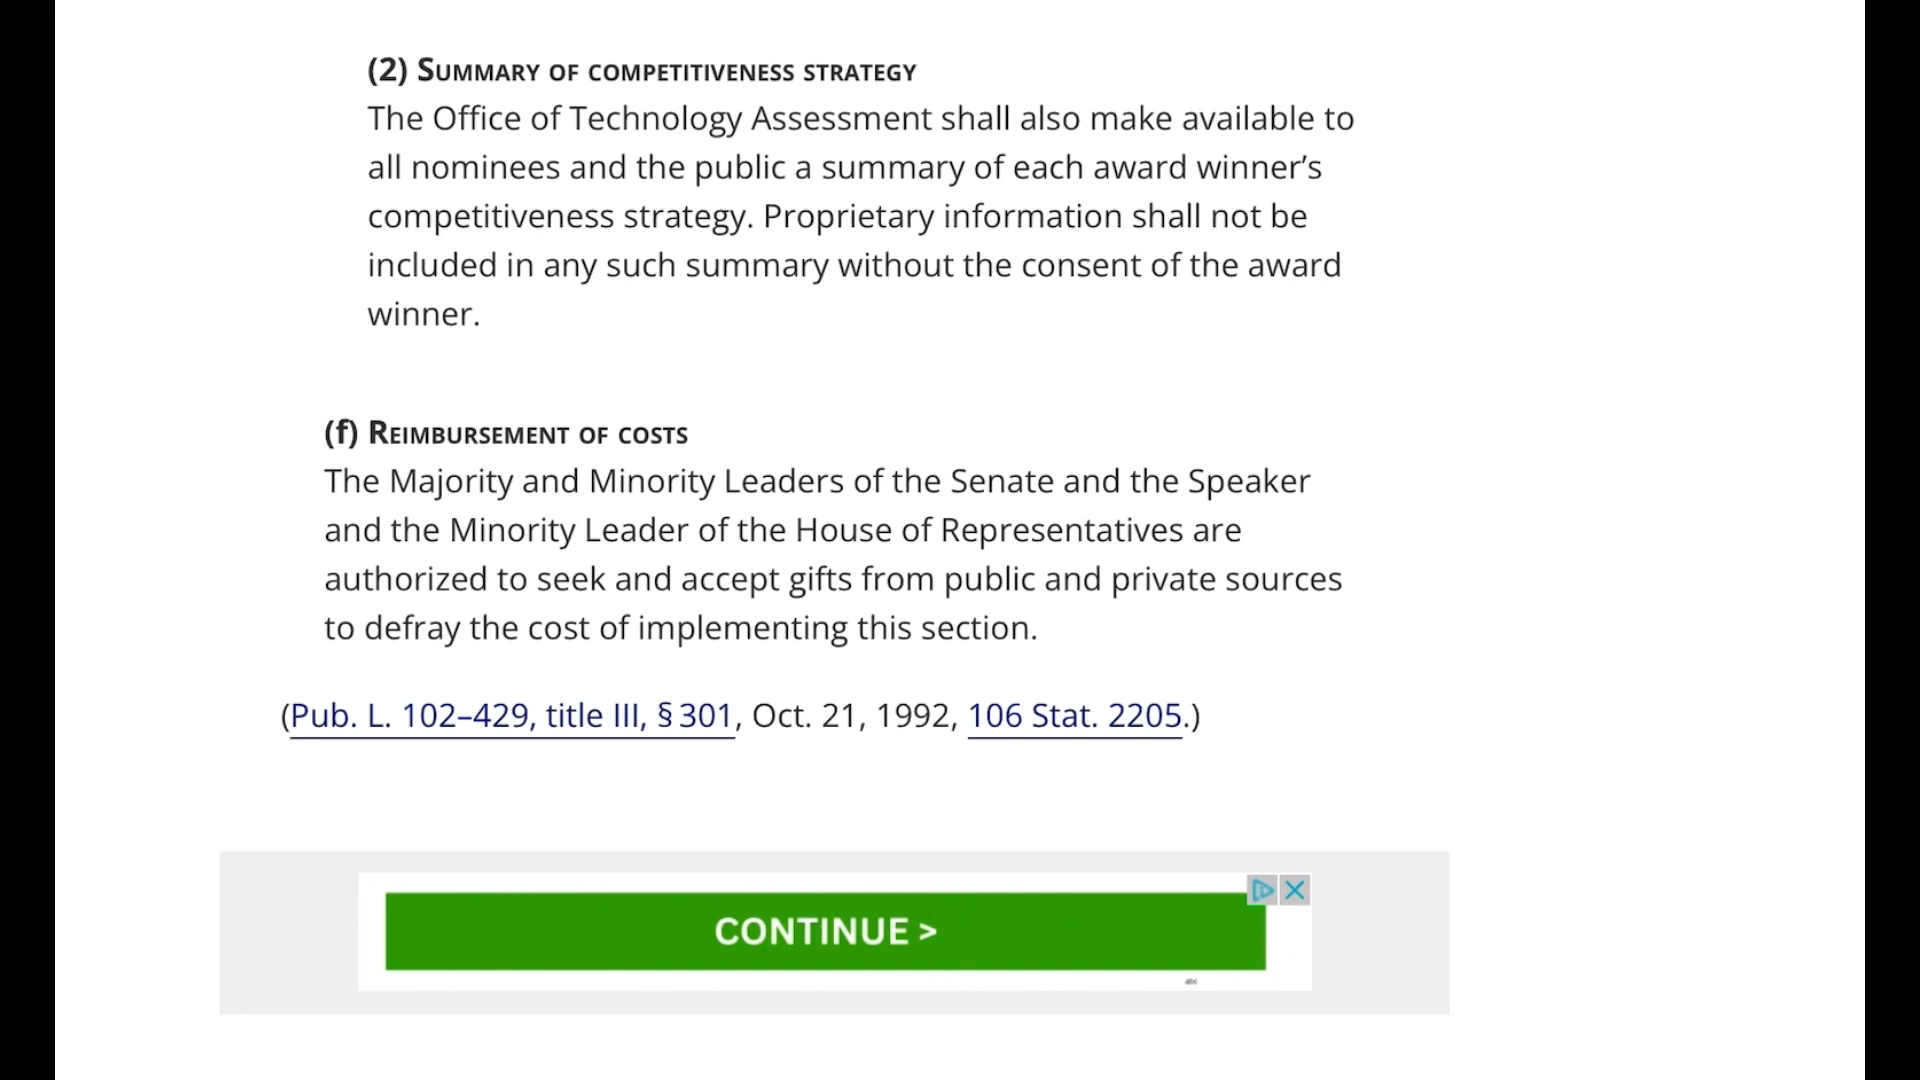 (2) Summary of competitiveness strategy
The Office of Technology Assessment shall also make available to
all nominees and the public a summary of each award winner’s
competitiveness strategy. Proprietary information shall not be
included in any such summary without the consent of the award
winner.
(f) Reimbursement of costs
The Majority and Minority Leaders of the Senate and the Speaker
and the Minority Leader of the House of Representatives are
authorized to seek and accept gifts from public and private sources
to defray the cost of implementing this section.
(Pub. L. 102–429, title III, § 301, Oct. 21, 1992, 106 Stat. 2205.)
CONTINUE >
abc